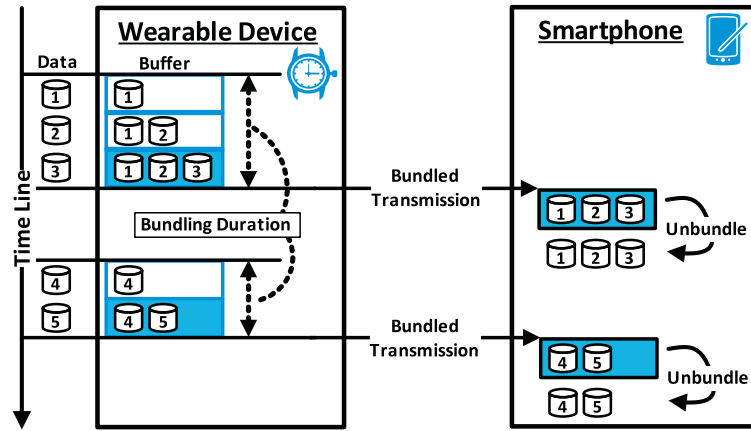 Wearable Device
Smartphone
Data
Buffer
1
1
2
1 2
3
1 2 3
Bundled
Transmission
1 2 3
Unbundle
1 2 3
Time Line
Bundling Duration
4
4
5
4 5
Bundled
Transmission
4 5
Unbundle
4 5